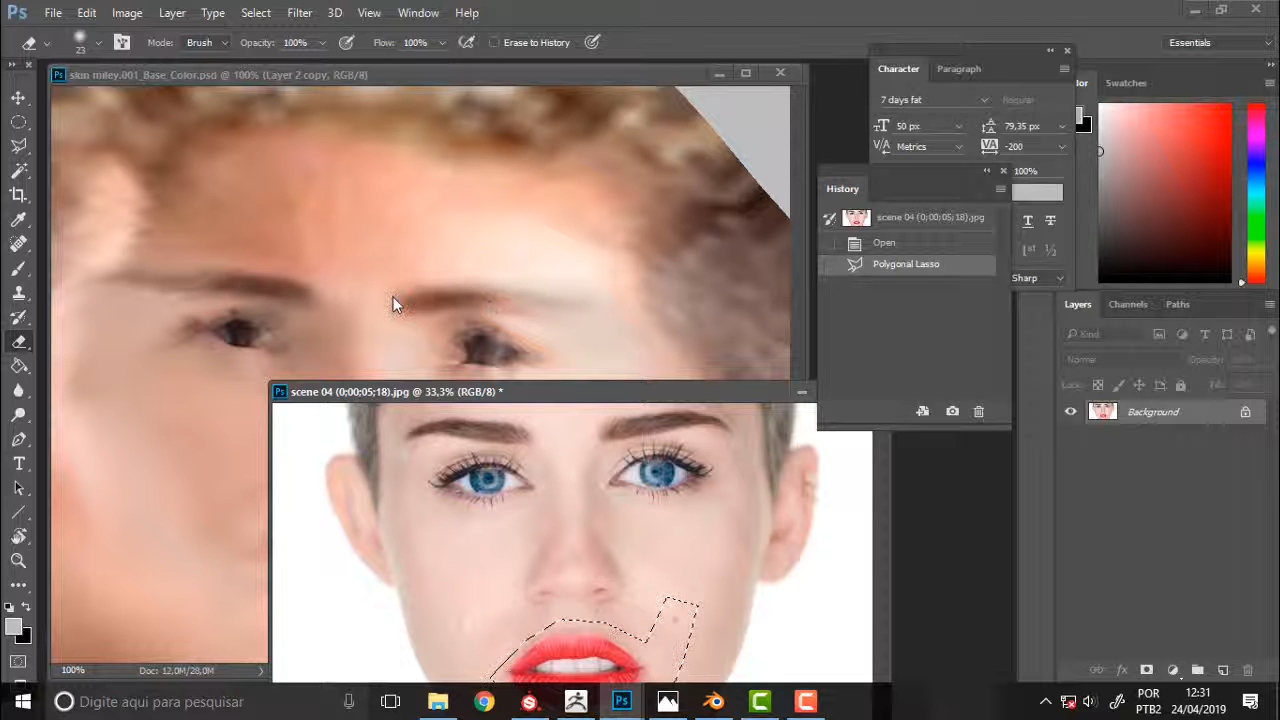 Ps File Edit Image Layer Type Select Filter 3D View Window Help
23 Mode: Brush Opacity: 100% Flow: 100% Erase to History Essentials
Ps skin miley.001_Base_Color.psd @ 100% (Layer 2 copy, RGB/8)
Character Paragraph
lor Swatches
7 days fat Regular
50 px 79,35 px
Metrics -200
100%
History
scene 04 (0;00;05;18).jpg
Open
Polygonal Lasso
Sharp
Layers Channels Paths
Kind
Normal Opacity:
Lock:
Background
Ps scene 04 (0;00;05;18).jpg @ 33,3% (RGB/8) *
100% Doc: 12,0M/28,0M
Digite aqui para pesquisar
POR
PTB2
12:31
24/04/2019